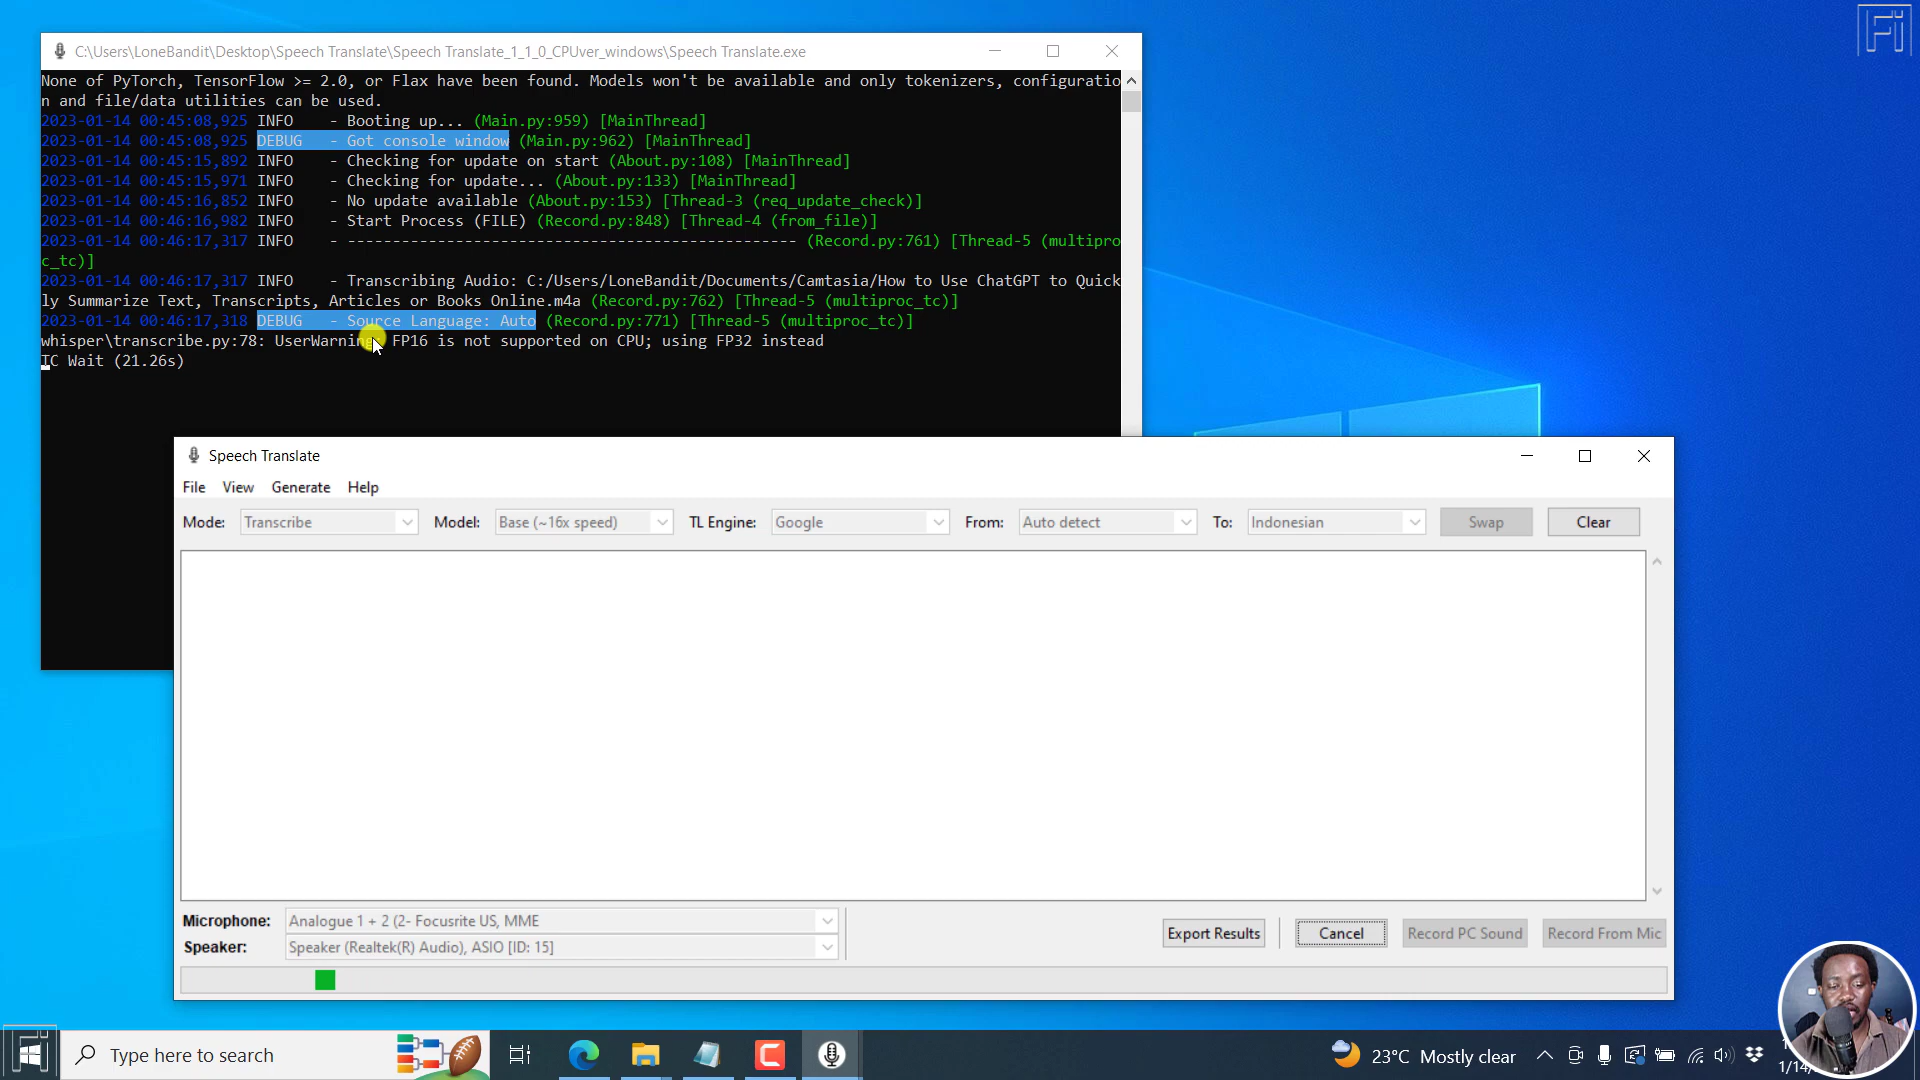 Fi
C:\Users\LoneBandit\Desktop\Speech Translate\Speech Translate_1_1_0_CPUver_windows\Speech Translate.exe
None of PyTorch, TensorFlow >= 2.0, or Flax have been found. Models won't be available and only tokenizers, configuratio
n and file/data utilities can be used.
2023-01-14 00:45:08,925 INFO - Booting up... (Main.py:959) [MainThread]
2023-01-14 00:45:08,925 DEBUG - Got console window (Main.py:962) [MainThread]
2023-01-14 00:45:15,892 INFO - Checking for update on start (About.py:108) [MainThread]
2023-01-14 00:45:15,971 INFO - Checking for update... (About.py:133) [MainThread]
2023-01-14 00:45:16,852 INFO - No update available (About.py:153) [Thread-3 (req_update_check)]
2023-01-14 00:46:16,982 INFO - Start Process (FILE) (Record.py:848) [Thread-4 (from_file)]
2023-01-14 00:46:17,317 INFO - -------------------------------------------------- (Record.py:761) [Thread-5 (multipro
c_tc)]
2023-01-14 00:46:17,317 INFO - Transcribing Audio: C:/Users/LoneBandit/Documents/Camtasia/How to Use ChatGPT to Quick
ly Summarize Text, Transcripts, Articles or Books Online.m4a (Record.py:762) [Thread-5 (multiproc_tc)]
2023-01-14 00:46:17,318 DEBUG - Source Language: Auto (Record.py:771) [Thread-5 (multiproc_tc)]
whisper\transcribe.py:78: UserWarning: FP16 is not supported on CPU; using FP32 instead
TC Wait (21.26s)
Speech Translate
File View Generate Help
Mode: Transcribe Model: Base (~16x speed) TL Engine: Google From: Auto detect To: Indonesian Swap Clear
Microphone: Analogue 1 + 2 (2- Focusrite US, MME
Speaker: Speaker (Realtek(R) Audio), ASIO [ID: 15]
Export Results Cancel Record PC Sound Record From Mic
Type here to search
23°C Mostly clear